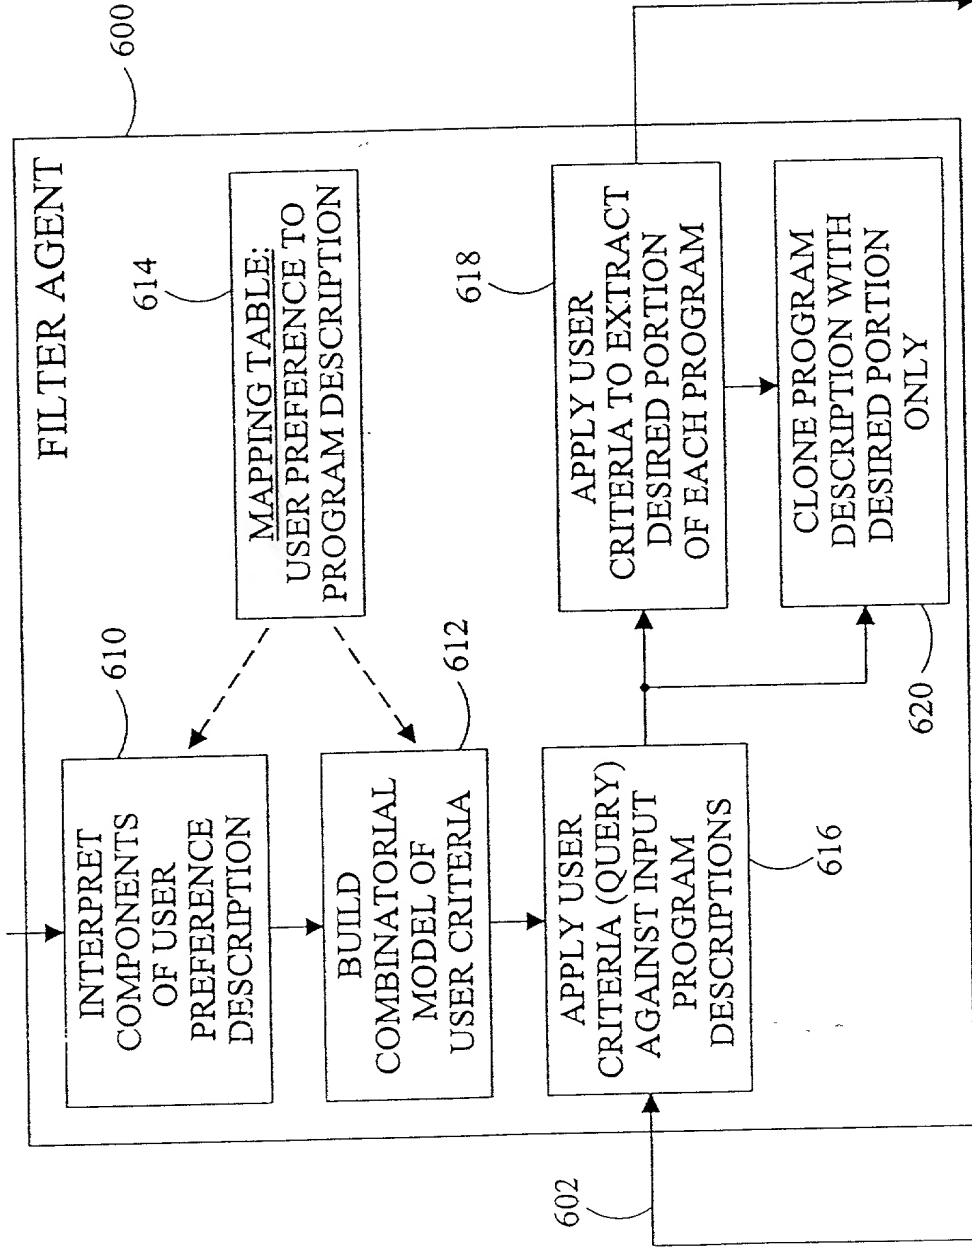 FILTER AGENT
600
INTERPRET
COMPONENTS
OF USER
PREFERENCE
DESCRIPTION
610
MAPPING TABLE:
USER PREFERENCE TO
PROGRAM DESCRIPTION
614
BUILD
COMBINATORIAL
MODEL OF
USER CRITERIA
612
APPLY USER
CRITERIA (QUERY)
AGAINST INPUT
PROGRAM
DESCRIPTIONS
616
APPLY USER
CRITERIA TO EXTRACT
DESIRED PORTION
OF EACH PROGRAM
618
CLONE PROGRAM
DESCRIPTION WITH
DESIRED PORTION
ONLY
620
602